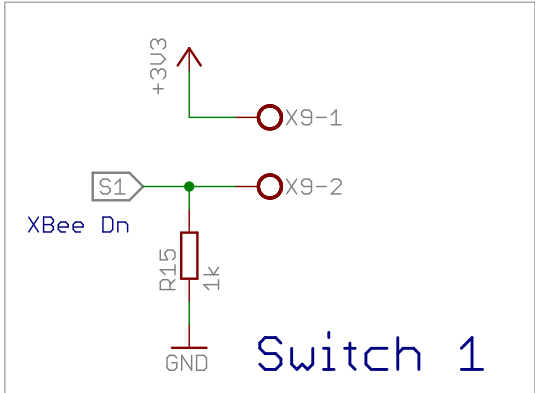 +3V3
X9-1
S1
X9-2
XBee Dn
R15
1k
GND
Switch 1